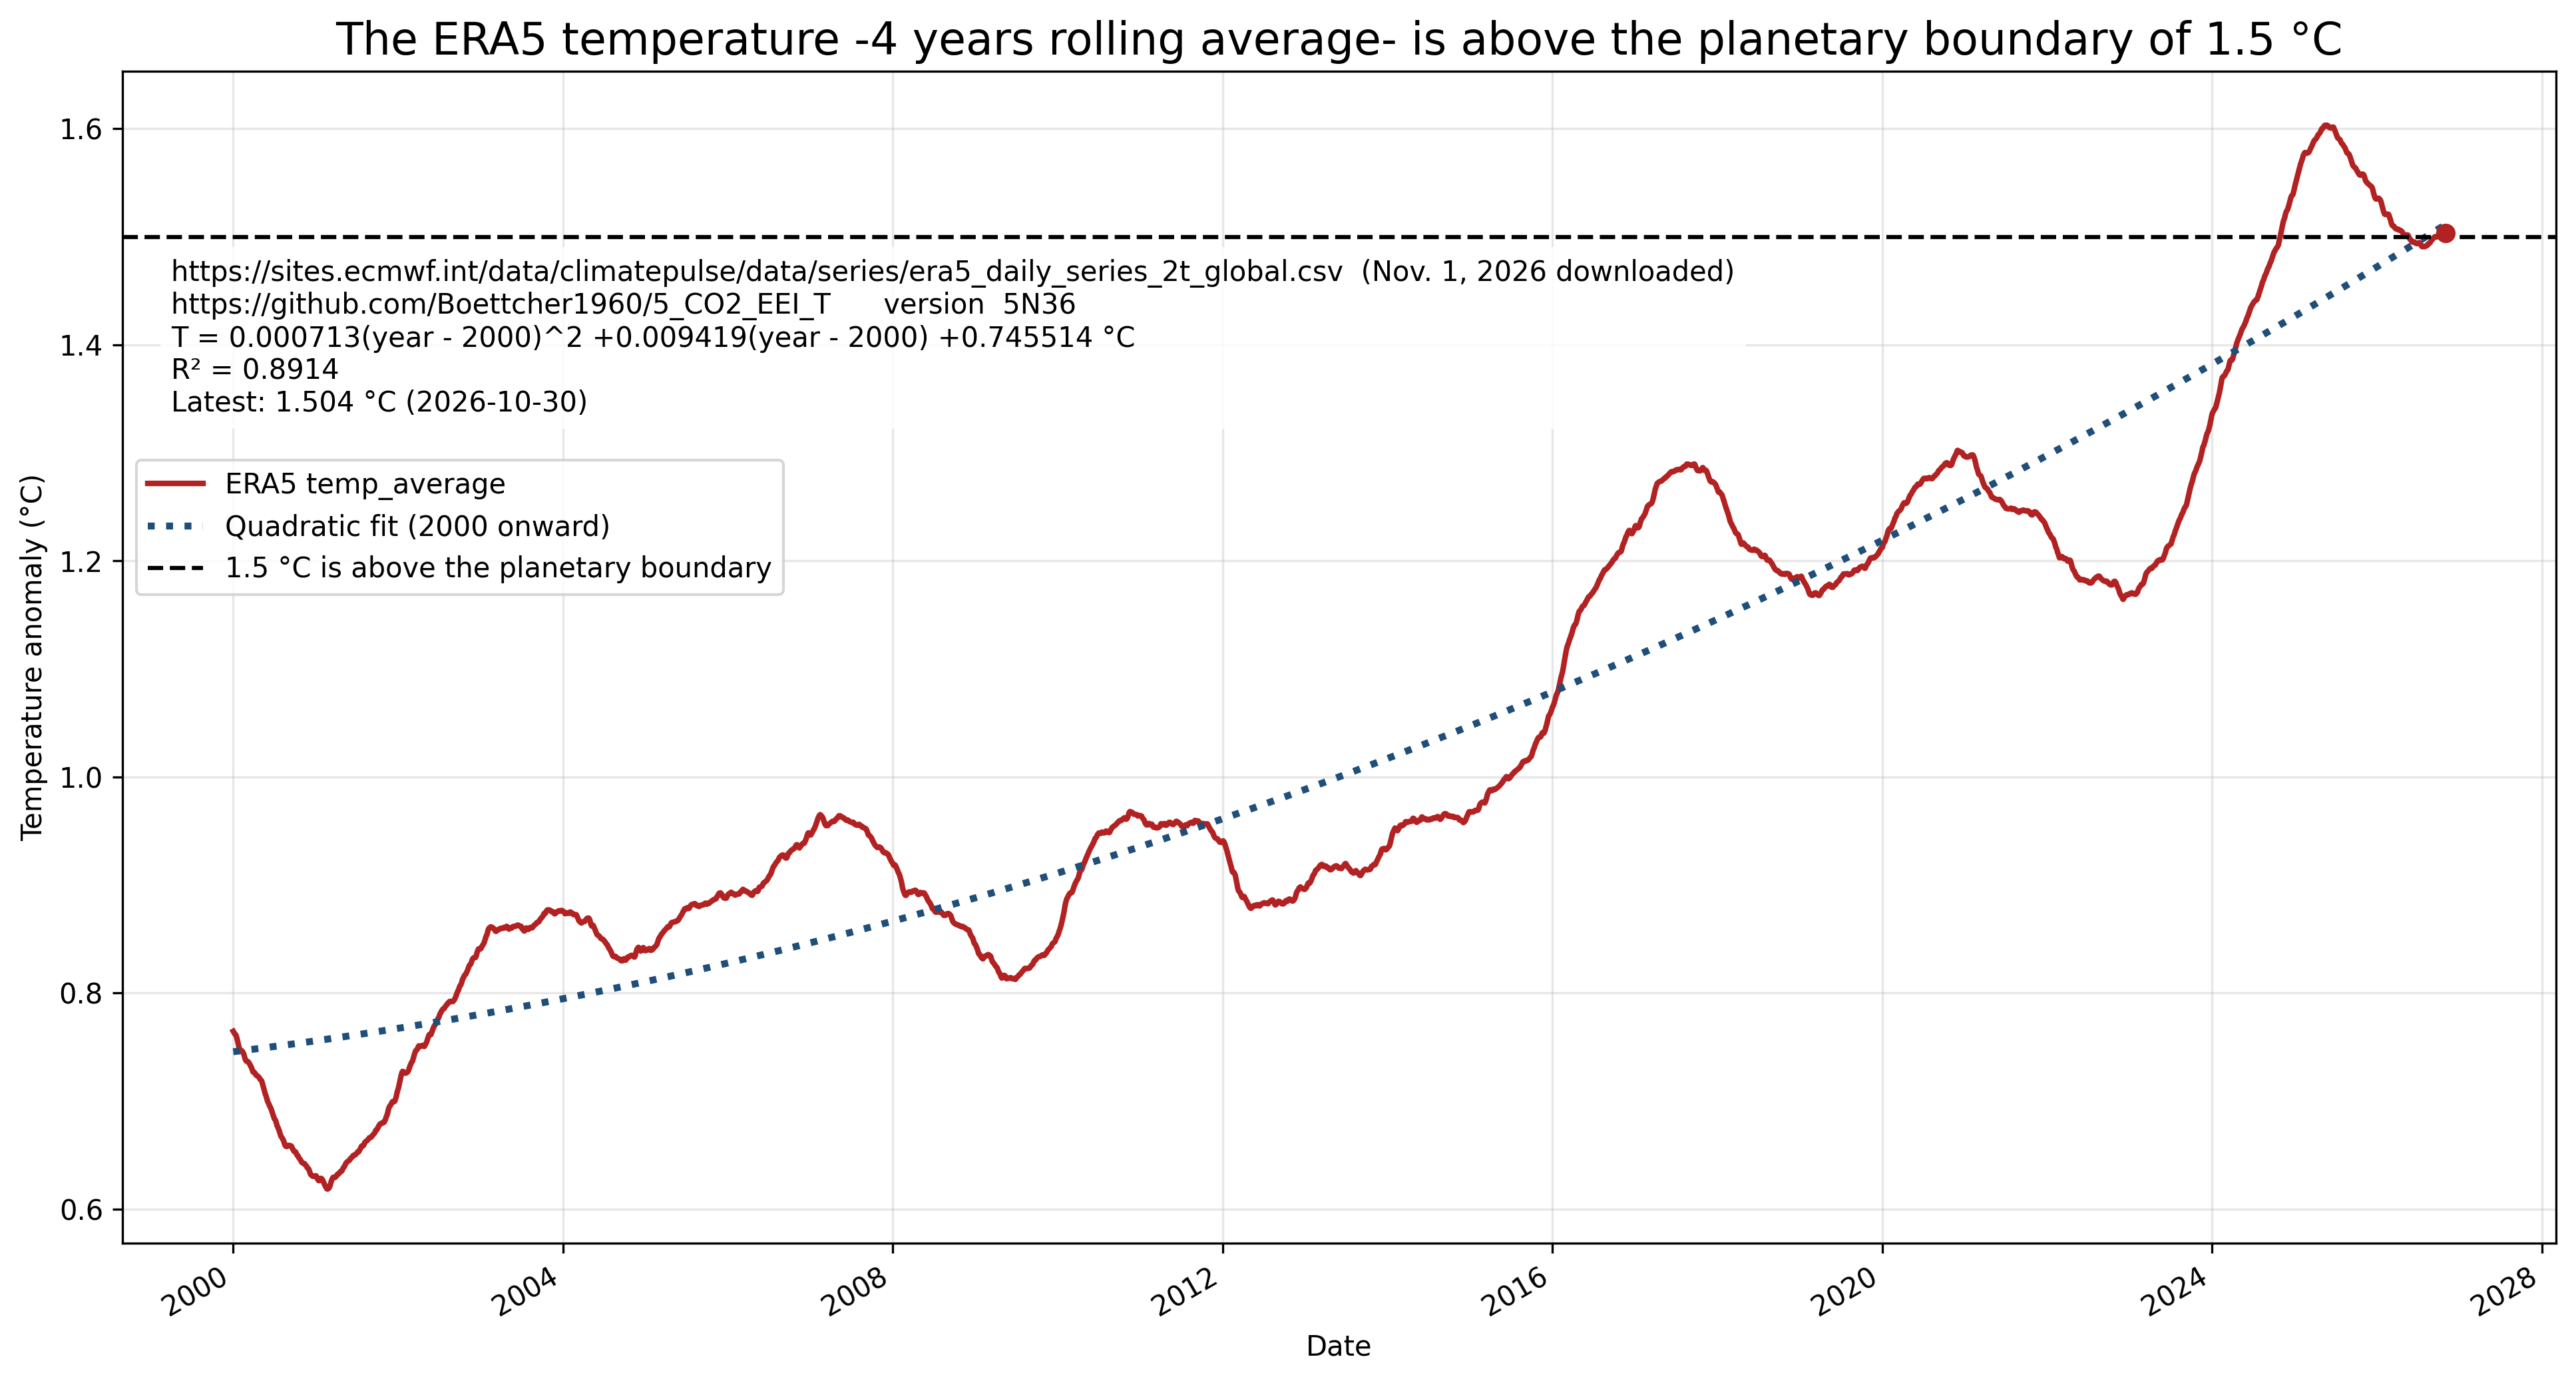 The ERA5 temperature -4 years rolling average- is above the planetary boundary of 1.5 °C
Temperature anomaly (°C)
1.6
1.4
1.2
1.0
0.8
0.6
https://sites.ecmwf.int/data/climatepulse/data/series/era5_daily_series_2t_global.csv  (Nov. 1, 2026 downloaded)
https://github.com/Boettcher1960/5_CO2_EEI_T      version  5N36
T = 0.000713(year - 2000)^2 +0.009419(year - 2000) +0.745514 °C
R² = 0.8914
Latest: 1.504 °C (2026-10-30)
ERA5 temp_average
Quadratic fit (2000 onward)
1.5 °C is above the planetary boundary
2000
2004
2008
2012
2016
2020
2024
2028
Date